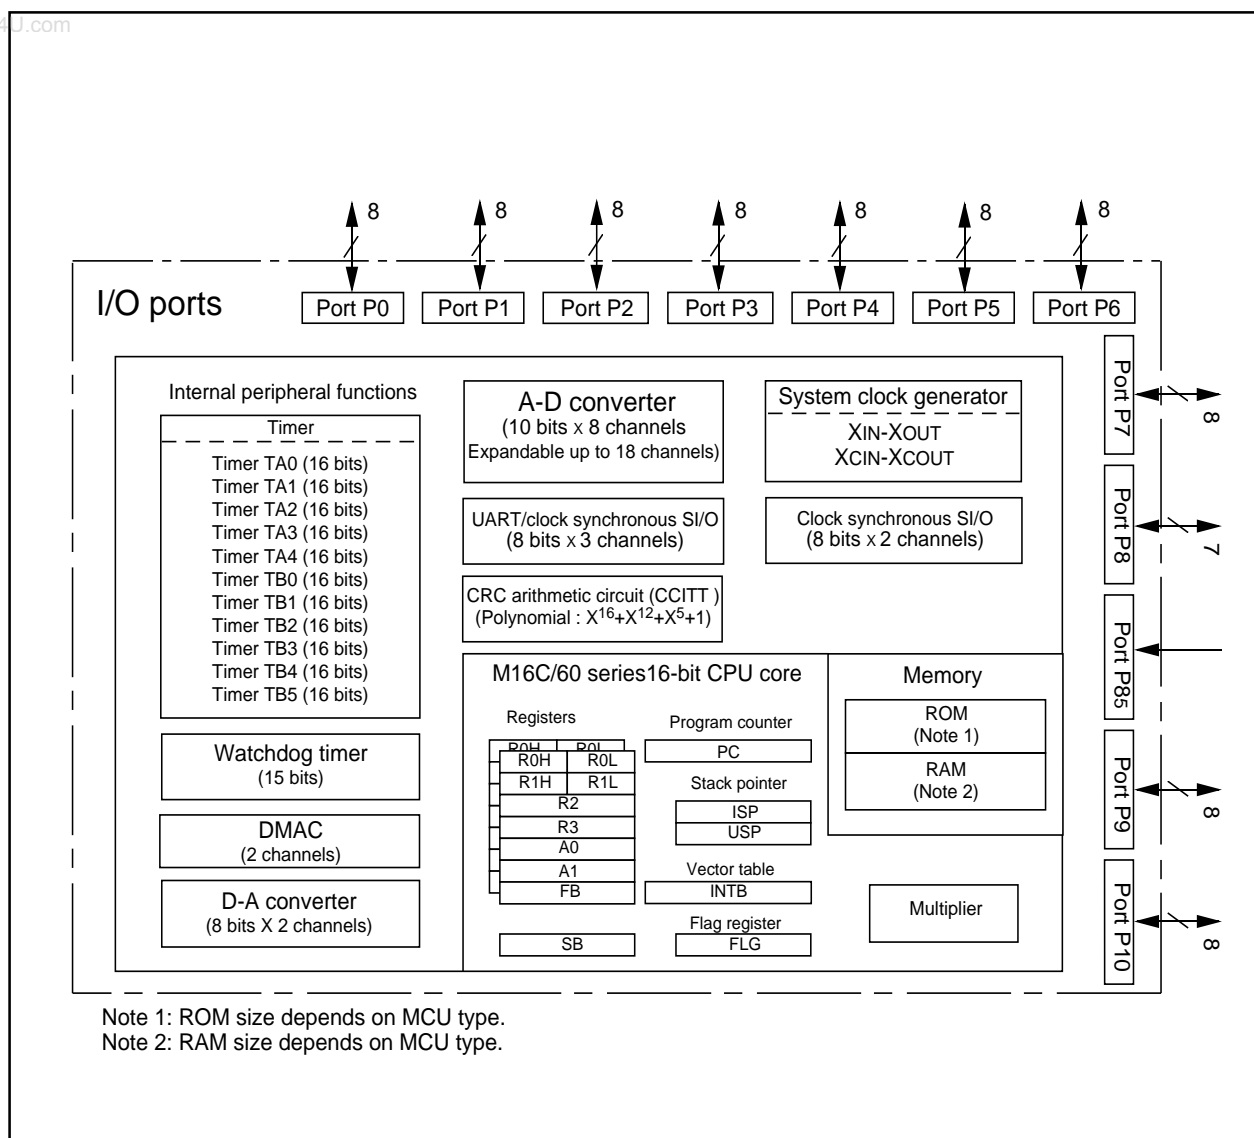 4U.com
8 8 8 8 8 8 8
I/O ports
Port P0 Port P1 Port P2 Port P3 Port P4 Port P5 Port P6
Port P7
8
Port P8
7
Port P85
Port P9
8
Port P10
8
Internal peripheral functions
Timer
Timer TA0 (16 bits)
Timer TA1 (16 bits)
Timer TA2 (16 bits)
Timer TA3 (16 bits)
Timer TA4 (16 bits)
Timer TB0 (16 bits)
Timer TB1 (16 bits)
Timer TB2 (16 bits)
Timer TB3 (16 bits)
Timer TB4 (16 bits)
Timer TB5 (16 bits)
Watchdog timer
(15 bits)
DMAC
(2 channels)
D-A converter
(8 bits X 2 channels)
A-D converter
(10 bits x 8 channels
Expandable up to 18 channels)
System clock generator
XIN-XOUT
XCIN-XCOUT
UART/clock synchronous SI/O
(8 bits x 3 channels)
Clock synchronous SI/O
(8 bits x 2 channels)
CRC arithmetic circuit (CCITT )
(Polynomial : X¹⁶+X¹²+X⁵+1)
M16C/60 series16-bit CPU core
Registers
R0H R0L
R0H R0L
R1H R1L
R2
R3
A0
A1
FB
SB
Program counter
PC
Stack pointer
ISP
USP
Vector table
INTB
Flag register
FLG
Memory
ROM
(Note 1)
RAM
(Note 2)
Multiplier
Note 1: ROM size depends on MCU type.
Note 2: RAM size depends on MCU type.